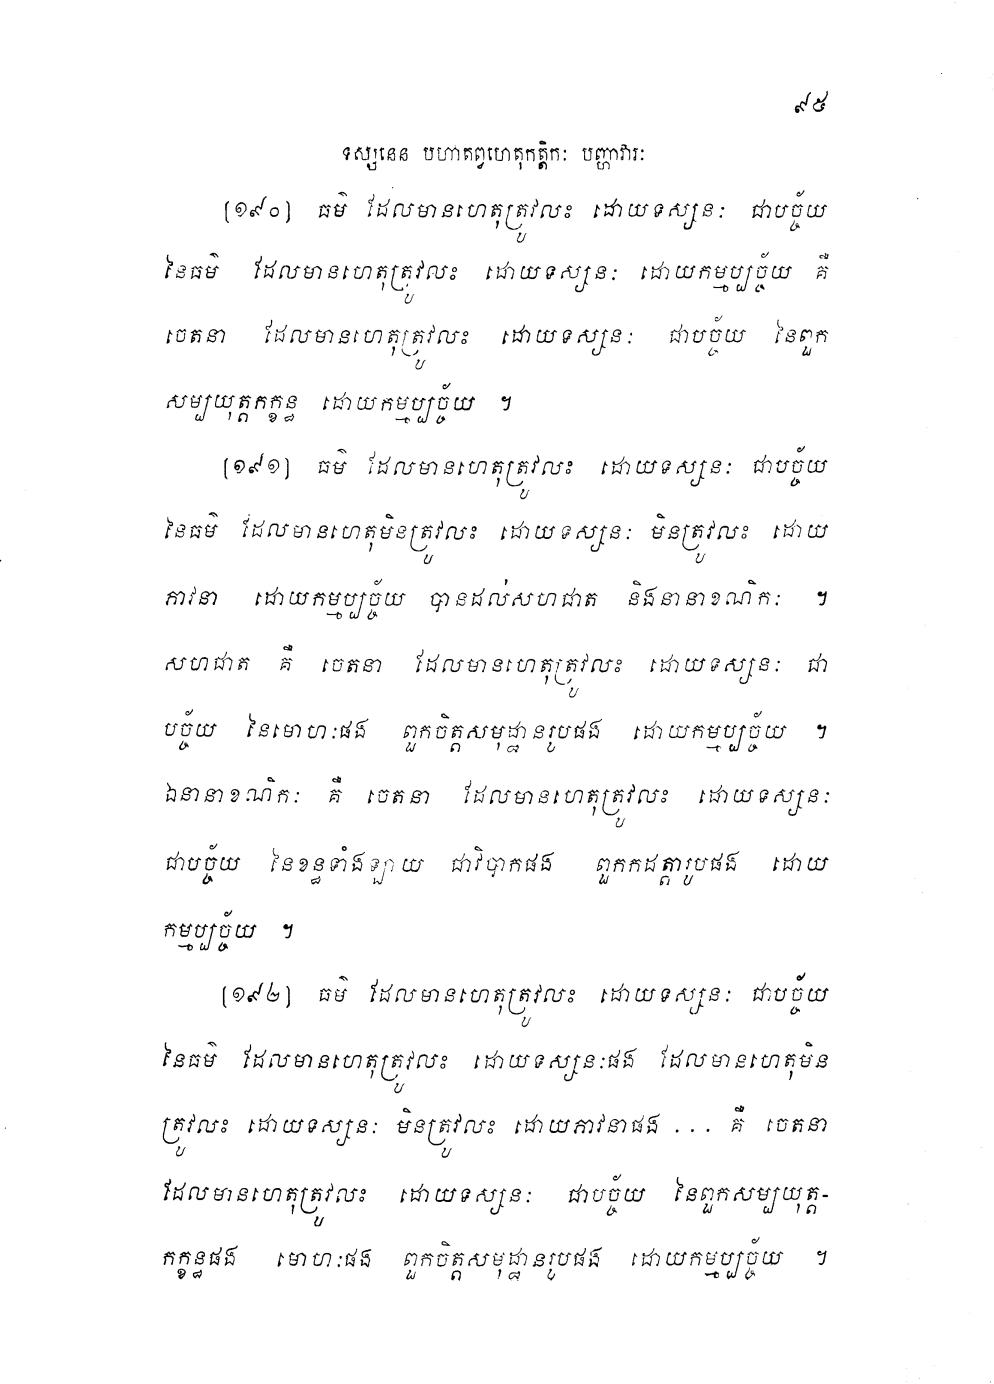 ៩៥
ទស្សនេន បហាតព្វហេតុកត្តិកៈ បញ្ហាវារៈ
[១៩០] ធម៌ ដែលមានហេតុត្រូវលះ ដោយទស្សនៈ ជាបច្ច័យ
នៃធម៌ ដែលមានហេតុត្រូវលះ ដោយទស្សនៈ ដោយកម្មប្បច្ច័យ គឺ
ចេតនា ដែលមានហេតុត្រូវលះ ដោយទស្សនៈ ជាបច្ច័យ នៃពួក
សម្បយុត្តកក្ខន្ធ ដោយកម្មប្បច្ច័យ ។
[១៩១] ធម៌ ដែលមានហេតុត្រូវលះ ដោយទស្សនៈ ជាបច្ច័យ
នៃធម៌ ដែលមានហេតុមិនត្រូវលះ ដោយទស្សនៈ មិនត្រូវលះ ដោយ
ភាវនា ដោយកម្មប្បច្ច័យ បានដល់សហជាត និងនានាខណិកៈ ។
សហជាត គឺ ចេតនា ដែលមានហេតុត្រូវលះ ដោយទស្សនៈ ជា
បច្ច័យ នៃមោហៈផង ពួកចិត្តសមុដ្ឋានរូបផង ដោយកម្មប្បច្ច័យ ។
ឯនានាខណិកៈ គឺ ចេតនា ដែលមានហេតុត្រូវលះ ដោយទស្សនៈ
ជាបច្ច័យ នៃខន្ធទាំងឡាយ ជាវិបាកផង ពួកកដត្តារូបផង ដោយ
កម្មប្បច្ច័យ ។
[១៩២] ធម៌ ដែលមានហេតុត្រូវលះ ដោយទស្សនៈ ជាបច្ច័យ
នៃធម៌ ដែលមានហេតុត្រូវលះ ដោយទស្សនៈផង ដែលមានហេតុមិន
ត្រូវលះ ដោយទស្សនៈ មិនត្រូវលះ ដោយភាវនាផង ... គឺ ចេតនា
ដែលមានហេតុត្រូវលះ ដោយទស្សនៈ ជាបច្ច័យ នៃពួកសម្បយុត្ត-
កក្ខន្ធផង មោហៈផង ពួកចិត្តសមុដ្ឋានរូបផង ដោយកម្មប្បច្ច័យ ។